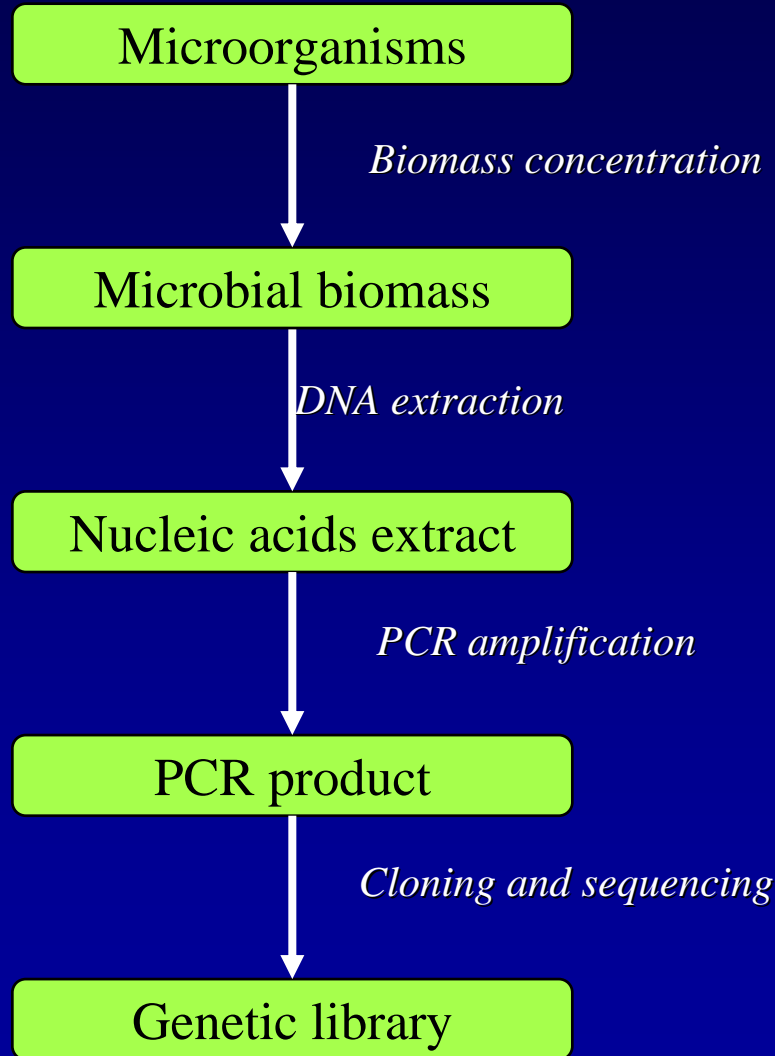 Microorganisms
Biomass concentration
Microbial biomass
DNA extraction
Nucleic acids extract
PCR amplification
PCR product
Cloning and sequencing
Genetic library